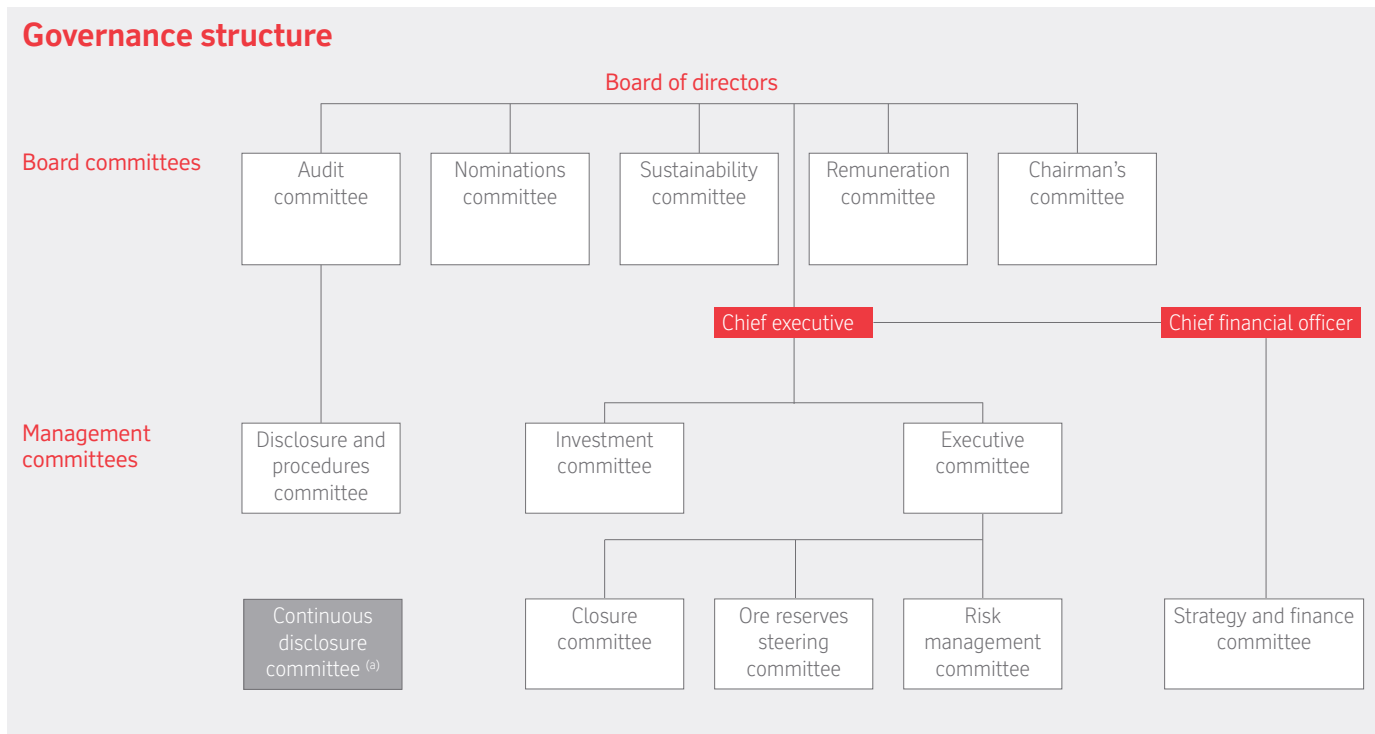 Governance structure
Board of directors
Board committees
Audit
committee
Nominations
committee
Sustainability
committee
Remuneration
committee
Chairman's
committee
Chief executive
Chief financial officer
Management
committees
Disclosure and
procedures
committee
Investment
committee
Executive
committee
Continuous
disclosure
committee (a)
Closure
committee
Ore reserves
steering
committee
Risk
management
committee
Strategy and finance
committee